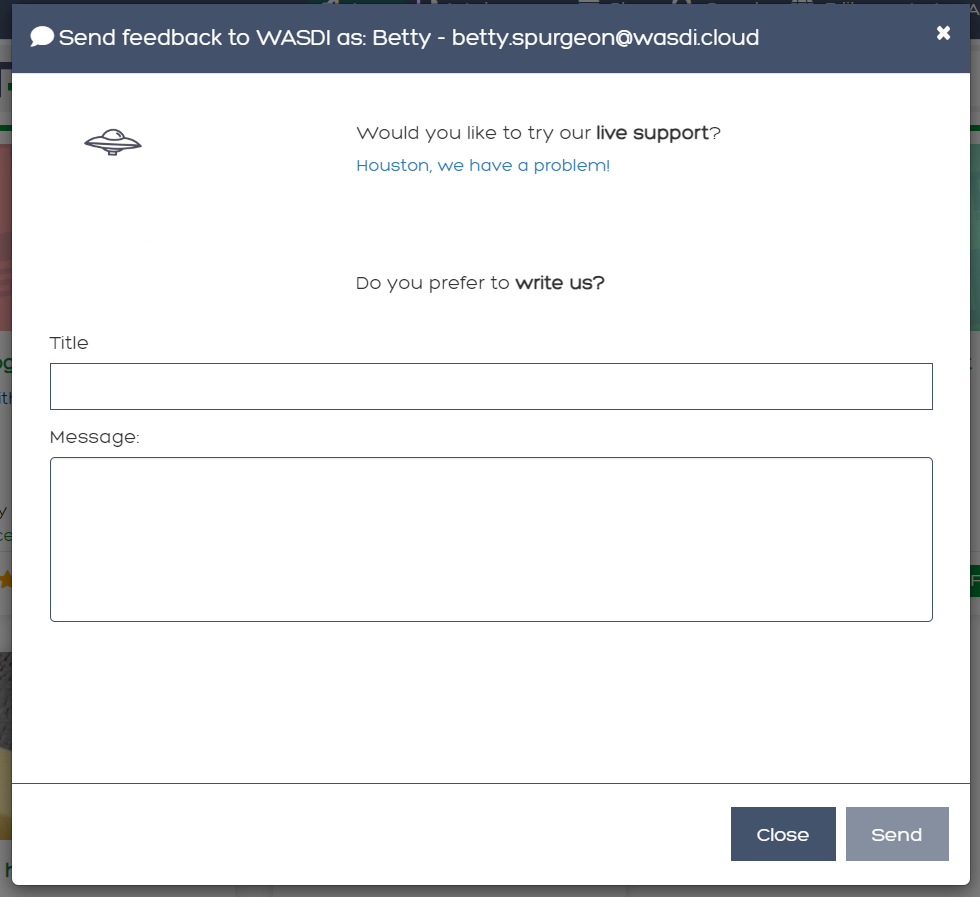 Send feedback to WASDI as: Betty - betty.spurgeon@wasdi.cloud
Would you like to try our live support?
Houston, we have a problem!
Do you prefer to write us?
Title
Message:
Close
Send